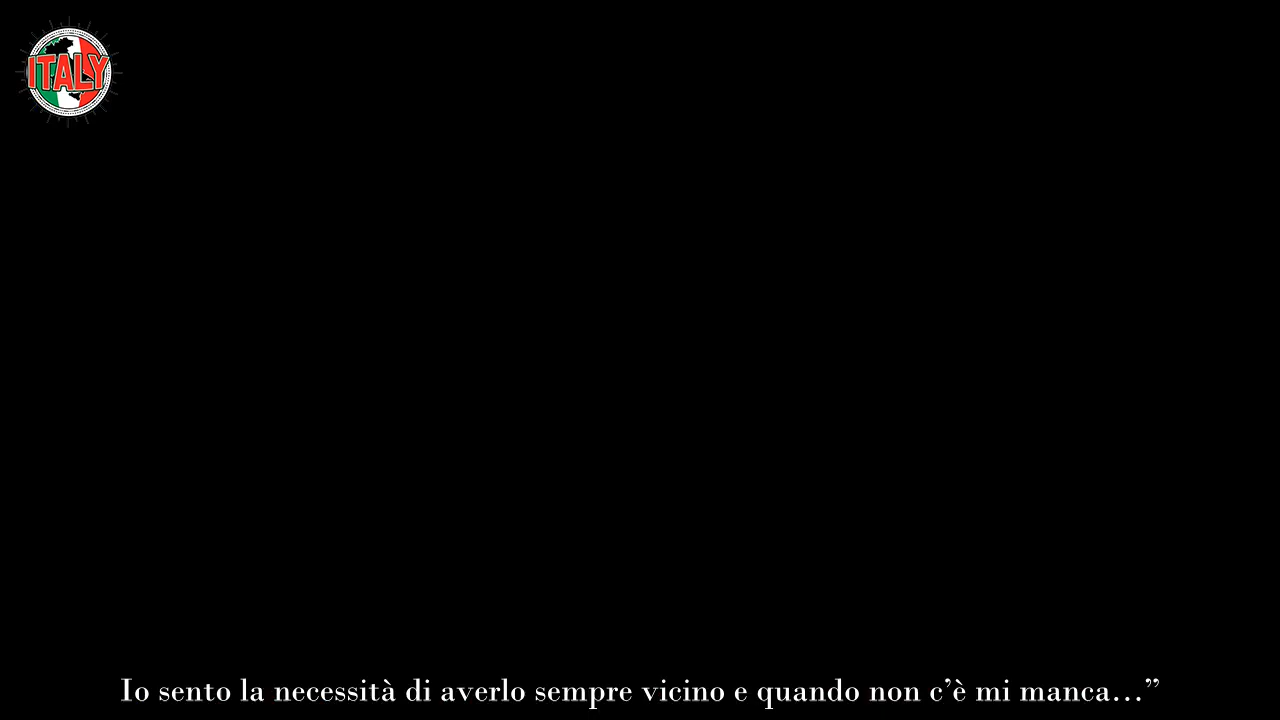 ITALY
Io sento la necessità di averlo sempre vicino e quando non c’è mi manca...”